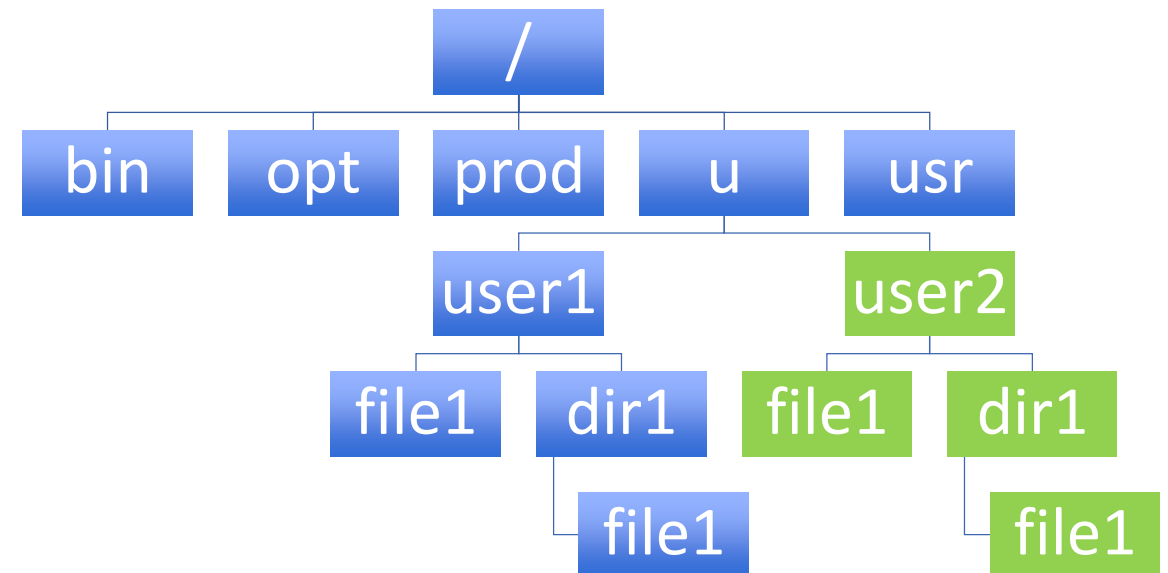 /
bin
opt
prod
u
usr
user1
user2
file1
dir1
file1
dir1
file1
file1